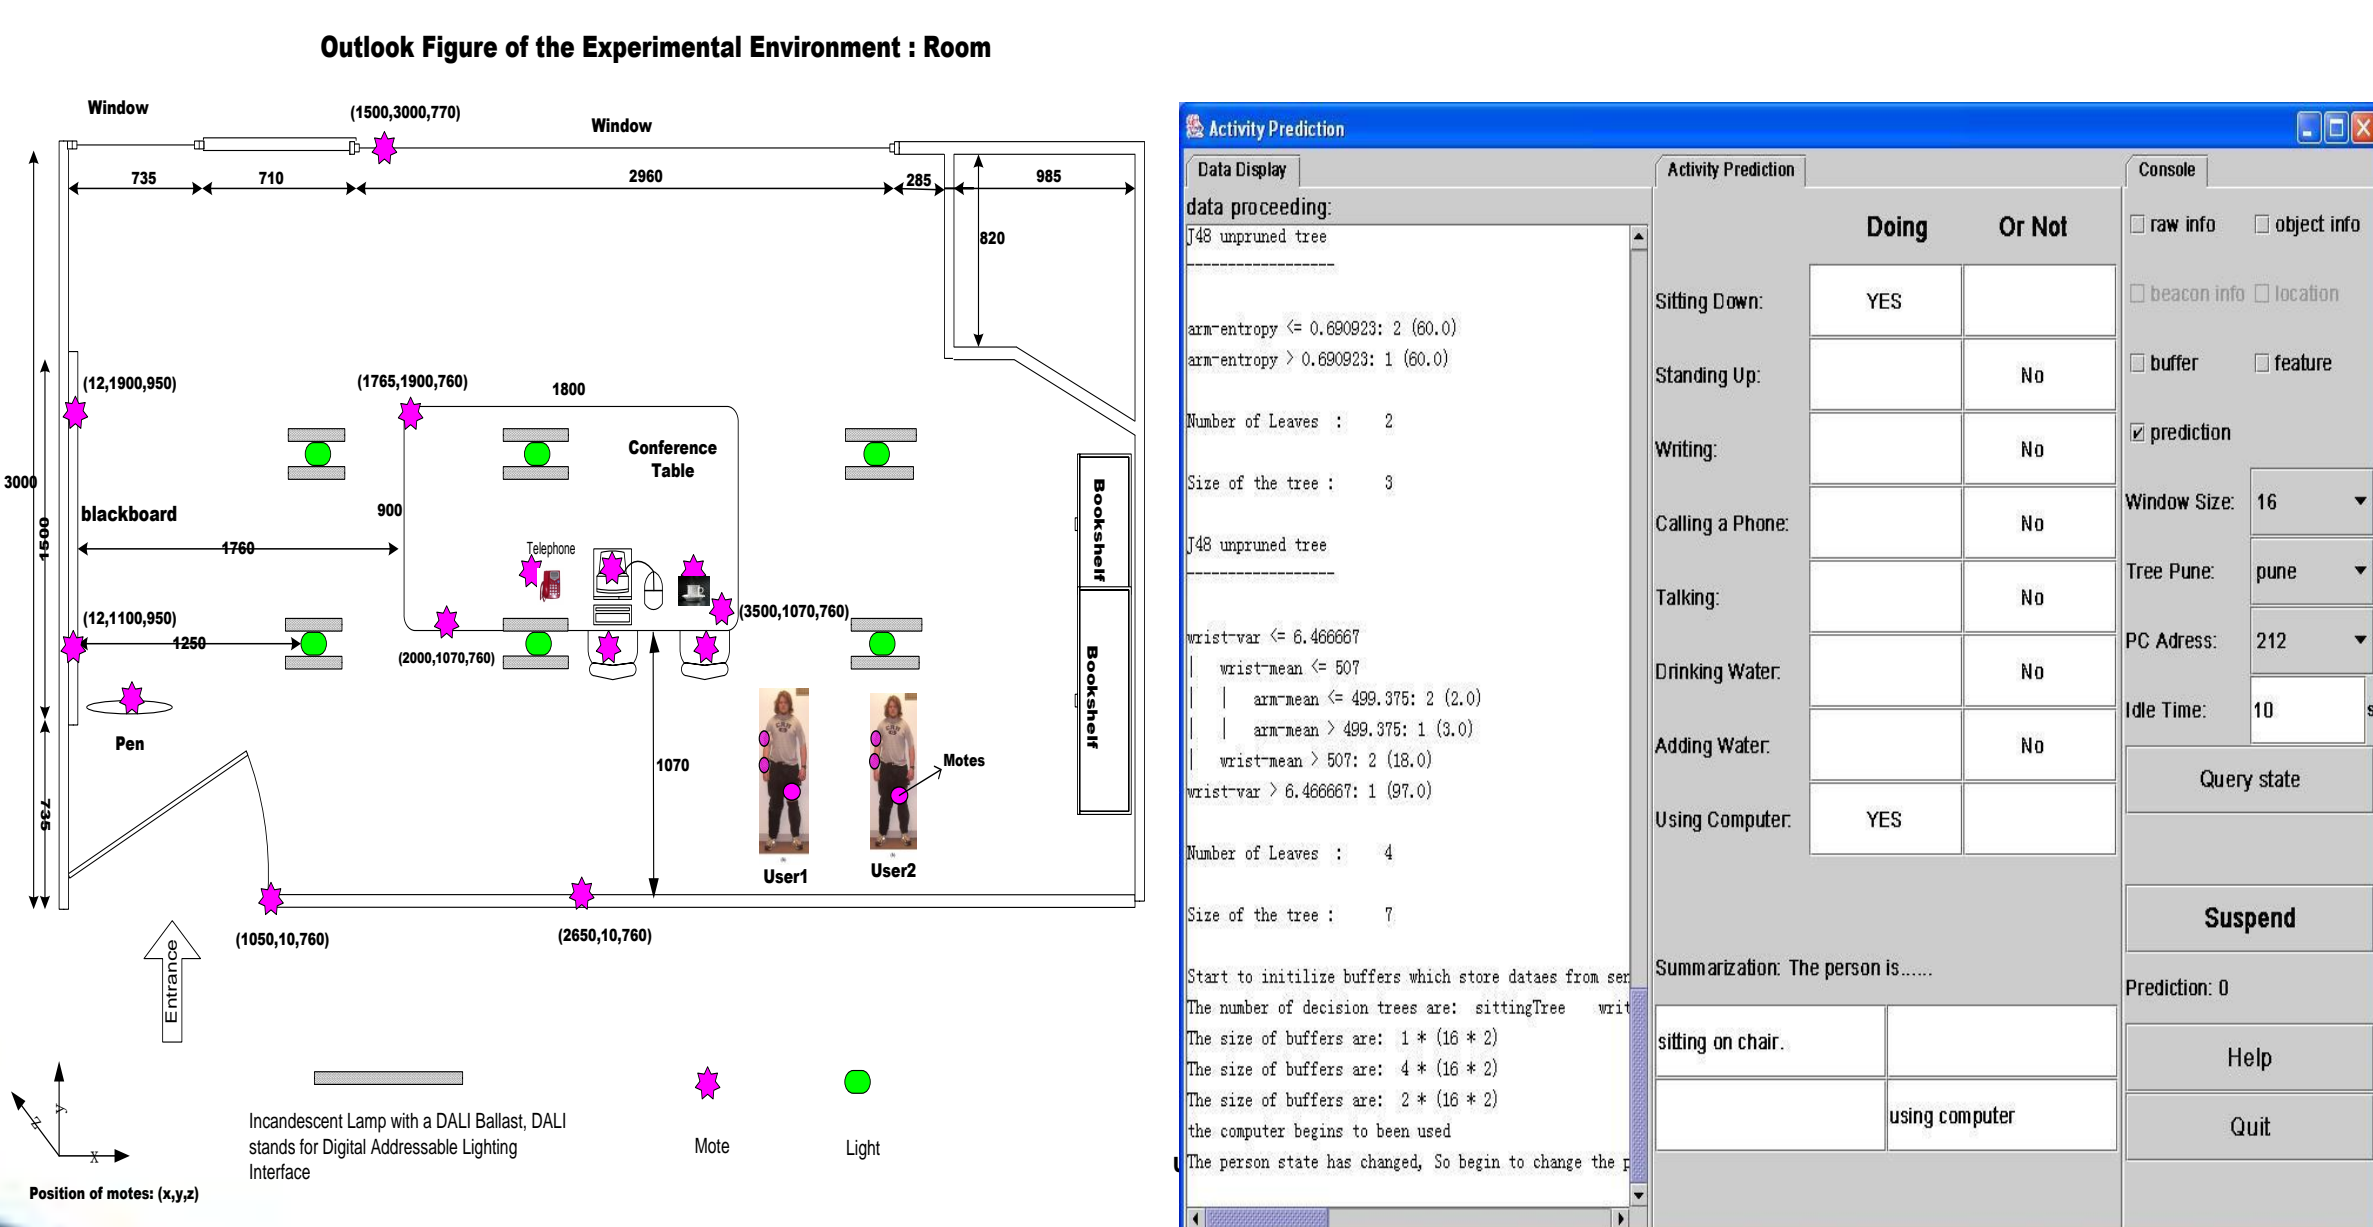 Outlook Figure of the Experimental Environment : Room
Window
(1500,3000,770)
Window
735
710
2960
285
985
820
3000
1500
735
(12,1900,950)
(1765,1900,760)
1800
Conference
Table
900
blackboard
1760
Telephone
Bookshelf
Bookshelf
(12,1100,950)
1250
(2000,1070,760)
(3500,1070,760)
Pen
1070
Motes
User1
User2
(1050,10,760)
(2650,10,760)
Entrance
y
z
x
Position of motes: (x,y,z)
Incandescent Lamp with a DALI Ballast, DALI
stands for Digital Addressable Lighting
Interface
Mote
Light
Activity Prediction
Data Display
data proceeding:
J48 unpruned tree
------------------
arm-entropy <= 0.690923: 2 (60.0)
arm-entropy > 0.690923: 1 (60.0)
Number of Leaves : 2
Size of the tree : 3
J48 unpruned tree
------------------
wrist-var <= 6.466667
| wrist-mean <= 507
| | arm-mean <= 499.375: 2 (2.0)
| | arm-mean > 499.375: 1 (3.0)
| wrist-mean > 507: 2 (18.0)
wrist-var > 6.466667: 1 (97.0)
Number of Leaves : 4
Size of the tree : 7
Start to initilize buffers which store dataes from sen
The number of decision trees are: sittingTree writ
The size of buffers are: 1 * (16 * 2)
The size of buffers are: 4 * (16 * 2)
The size of buffers are: 2 * (16 * 2)
the computer begins to been used
The person state has changed, So begin to change the p
Activity Prediction
Doing Or Not
Sitting Down: YES
Standing Up: No
Writing: No
Calling a Phone: No
Talking: No
Drinking Water: No
Adding Water: No
Using Computer: YES
Summarization: The person is......
sitting on chair.
using computer
Console
raw info object info
beacon info location
buffer feature
prediction
Window Size: 16
Tree Pune: pune
PC Adress: 212
Idle Time: 10 s
Query state
Suspend
Prediction: 0
Help
Quit